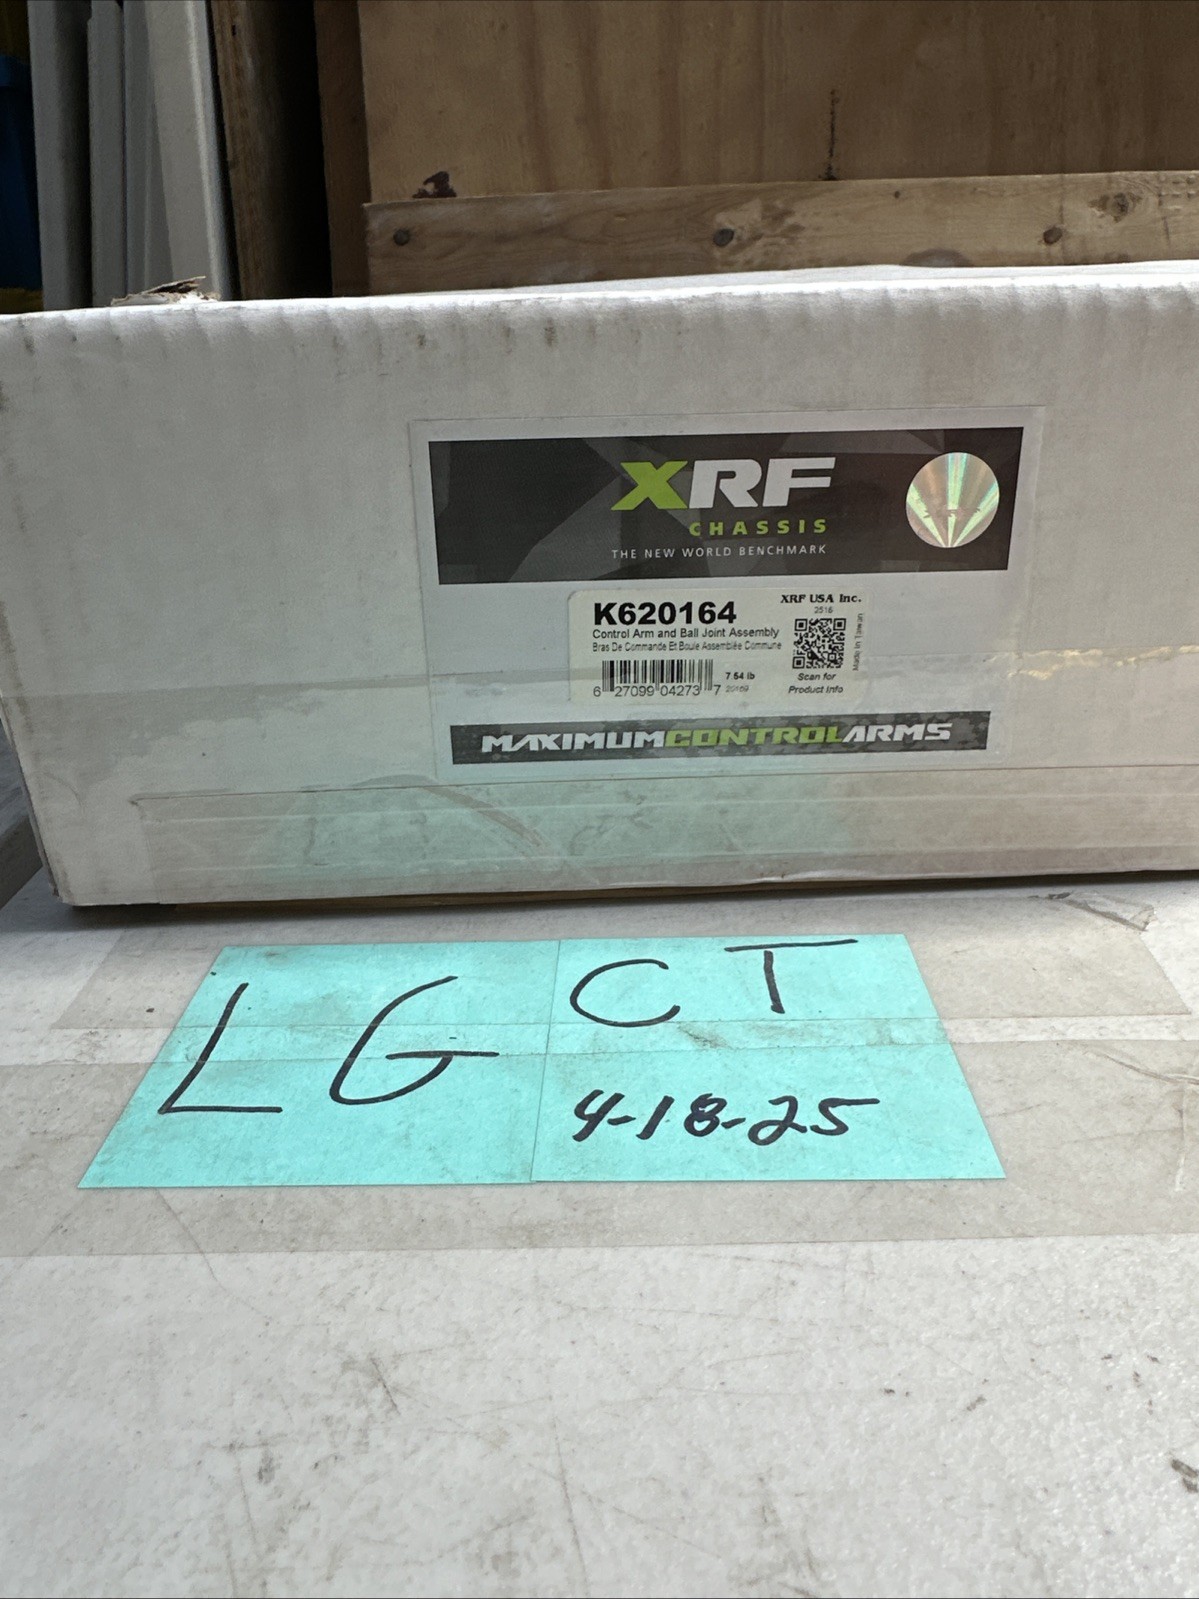 XRF
CHASSIS
THE NEW WORLD BENCHMARK
K620164
XRF USA Inc.
2516
Control Arm and Ball Joint Assembly
Bras De Commande Et Boule Assemblée Commune
Made in Taiwan
7.54 lb
Scan for
Product Info
6 27099 04273 7
MAXIMUMCONTROLARMS
LG
CT
4-18-25